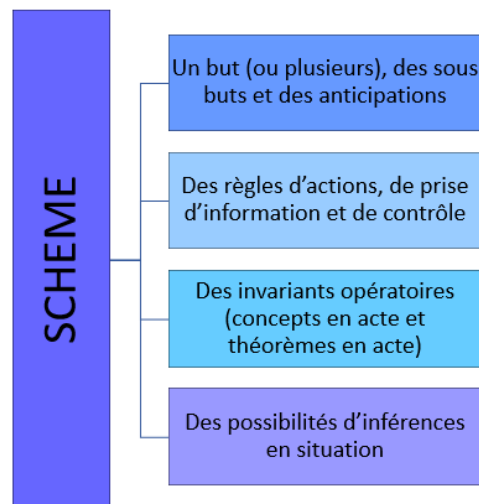 SCHEME
Un but (ou plusieurs), des sous
buts et des anticipations
Des règles d'actions, de prise
d'information et de contrôle
Des invariants opératoires
(concepts en acte et
théorèmes en acte)
Des possibilités d'inférences
en situation